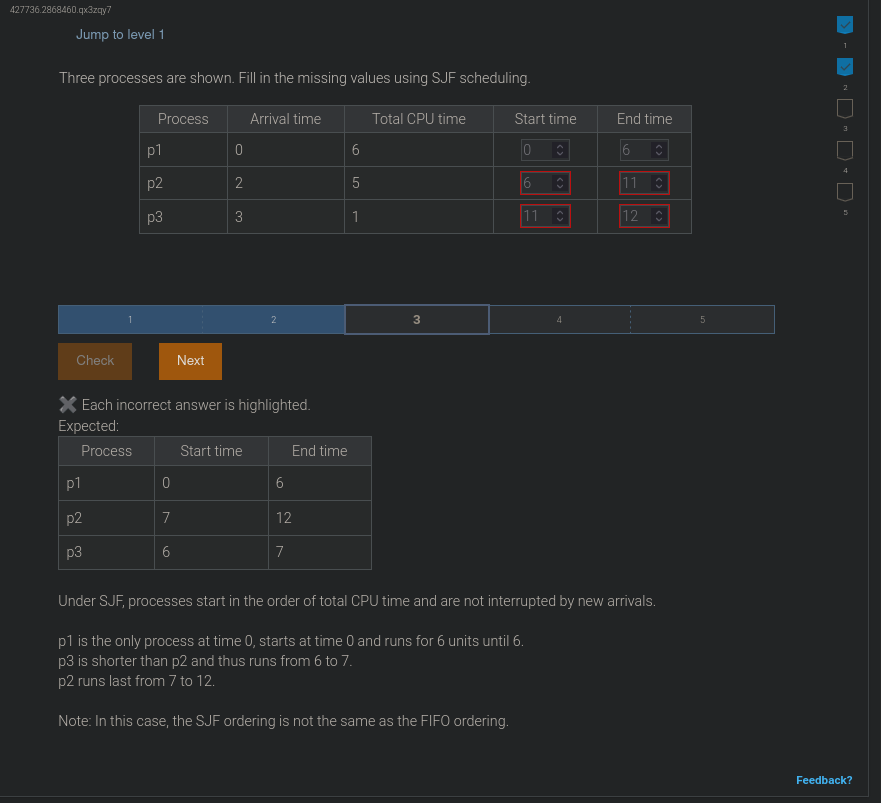 427736.2868460.qx3zqy7
Jump to level 1
1
2
3
4
5
Three processes are shown. Fill in the missing values using SJF scheduling.
Process Arrival time Total CPU time Start time End time
p1 0 6 0 6
p2 2 5 6 11
p3 3 1 11 12
1 2 3 4 5
Check Next
Each incorrect answer is highlighted.
Expected:
Process Start time End time
p1 0 6
p2 7 12
p3 6 7
Under SJF, processes start in the order of total CPU time and are not interrupted by new arrivals.
p1 is the only process at time 0, starts at time 0 and runs for 6 units until 6.
p3 is shorter than p2 and thus runs from 6 to 7.
p2 runs last from 7 to 12.
Note: In this case, the SJF ordering is not the same as the FIFO ordering.
Feedback?